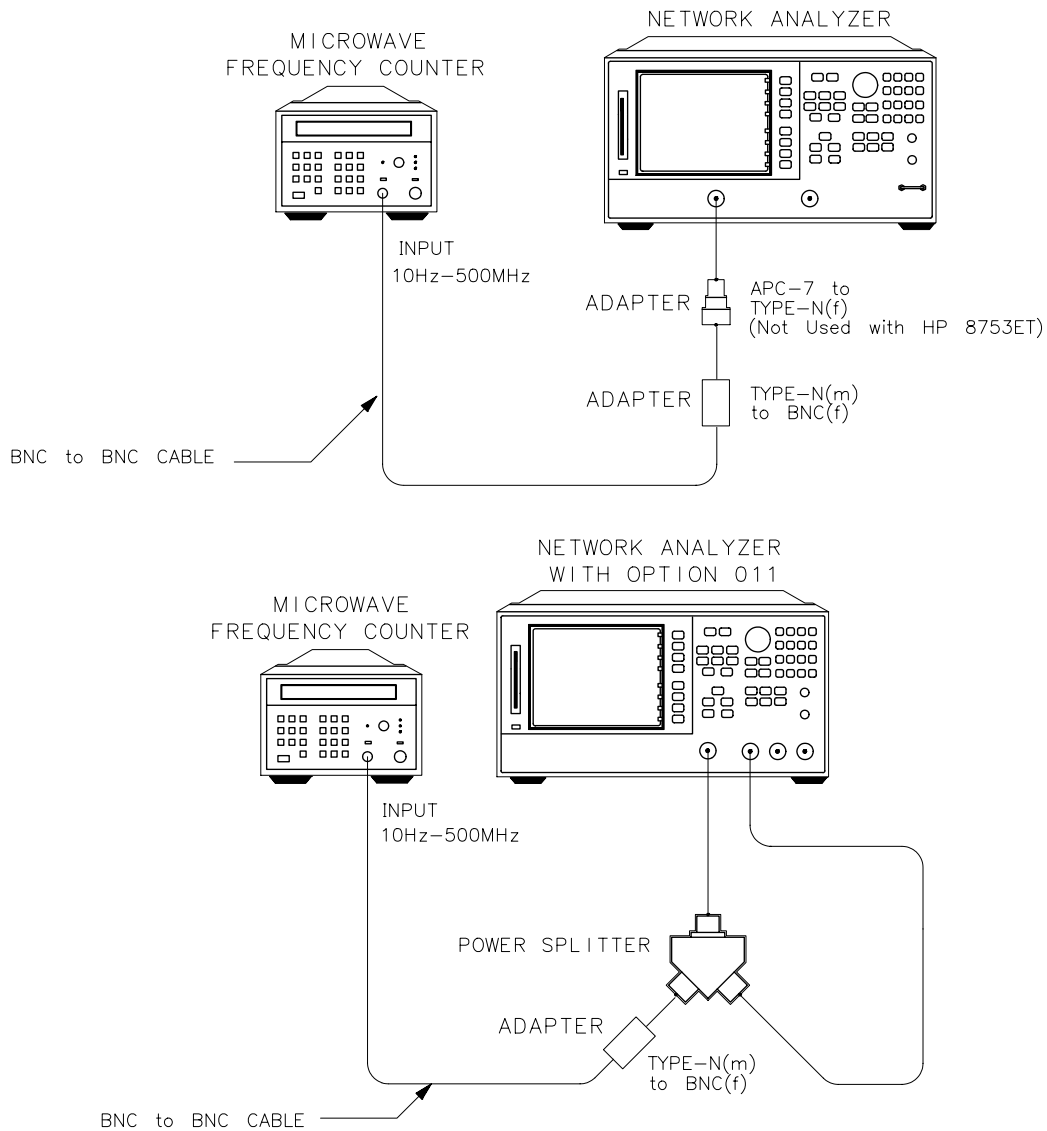 NETWORK ANALYZER
MICROWAVE
FREQUENCY COUNTER
INPUT
10Hz-500MHz
ADAPTER
APC-7 to
TYPE-N(f)
(Not Used with HP 8753ET)
ADAPTER
TYPE-N(m)
to BNC(f)
BNC to BNC CABLE
NETWORK ANALYZER
WITH OPTION 011
MICROWAVE
FREQUENCY COUNTER
INPUT
10Hz-500MHz
POWER SPLITTER
ADAPTER
TYPE-N(m)
to BNC(f)
BNC to BNC CABLE